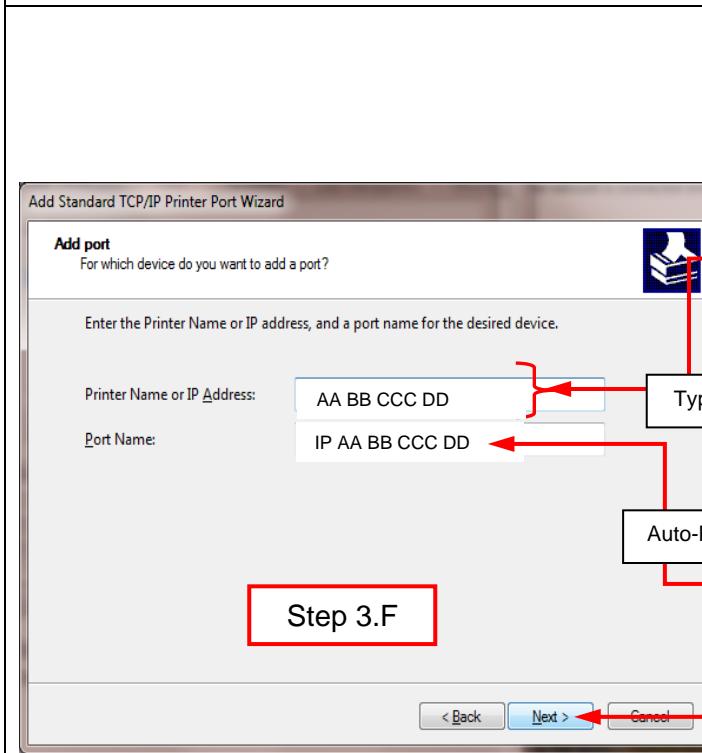 Add Standard TCP/IP Printer Port Wizard
Add port
For which device do you want to add a port?
Enter the Printer Name or IP address, and a port name for the desired device.
Printer Name or IP Address: AA BB CCC DD
Typ
Port Name: IP AA BB CCC DD
Auto-
Step 3.F
< Back Next > Cancel